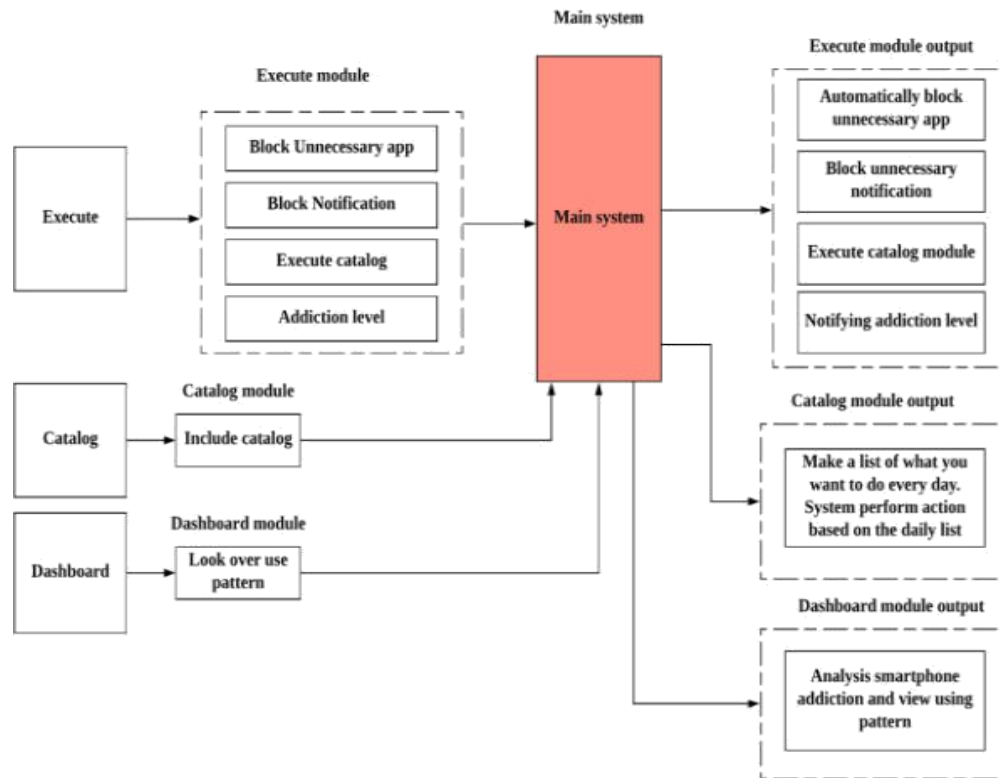 Main system
Execute module output
Execute module
Automatically block
unnecessary app
Block Unnecessary app
Block unnecessary
notification
Block Notification
Execute
Main system
Execute catalog
Execute catalog module
Addiction level
Notifying addiction level
Catalog module
Catalog module output
Catalog
Include catalog
Make a list of what you
want to do every day.
System perform action
based on the daily list
Dashboard module
Dashboard
Look over use
pattern
Dashboard module output
Analysis smartphone
addiction and view using
pattern